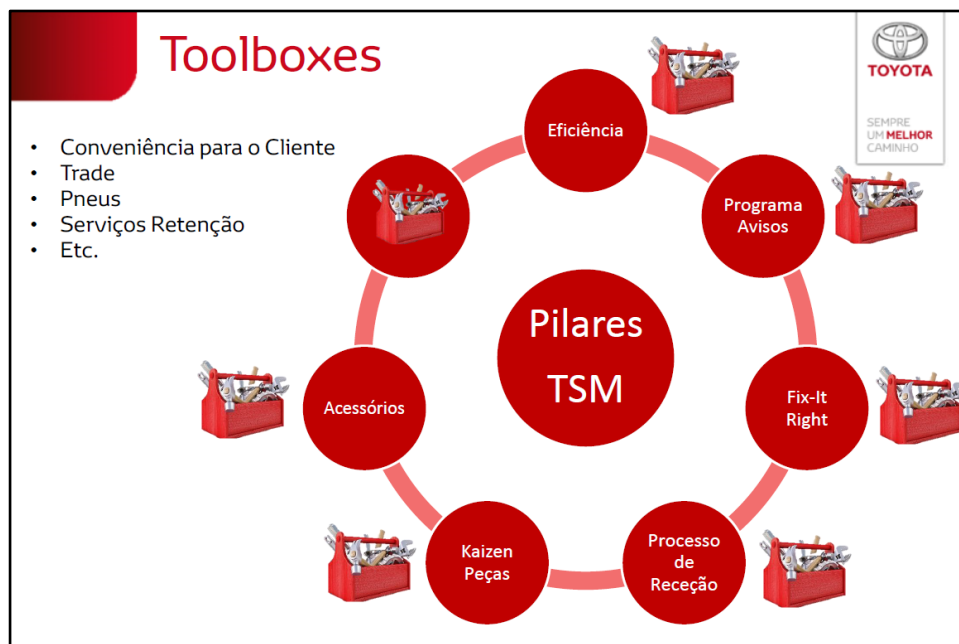 Toolboxes
TOYOTA
SEMPRE
UM MELHOR
CAMINHO
• Conveniência para o Cliente
• Trade
• Pneus
• Serviços Retenção
• Etc.
Eficiência
Programa
Avisos
Fix-It
Right
Processo
de
Receção
Kaizen
Peças
Acessórios
Pilares
TSM